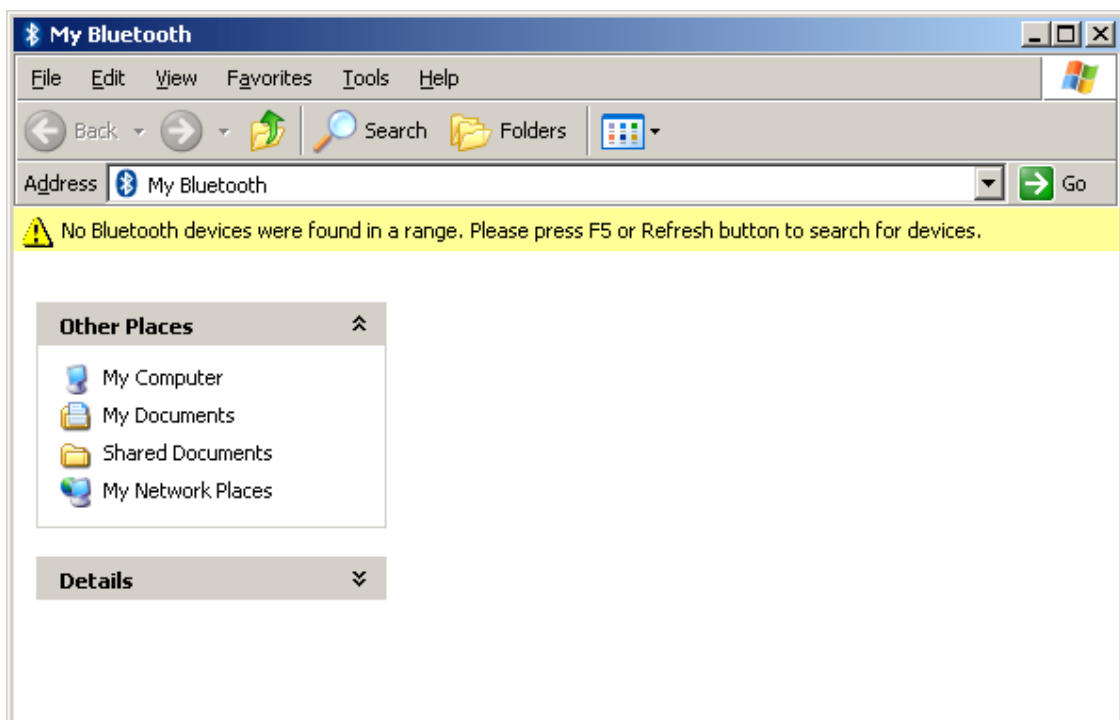 My Bluetooth
File Edit View Favorites Tools Help
Back Search Folders
Address My Bluetooth Go
No Bluetooth devices were found in a range. Please press F5 or Refresh button to search for devices.
Other Places
My Computer
My Documents
Shared Documents
My Network Places
Details